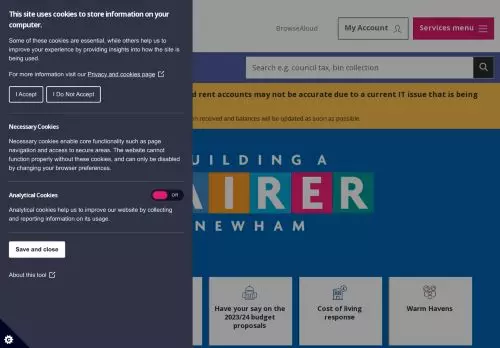 This site uses cookies to store information on your
computer.
Some of these cookies are essential, while others help us to
improve your experience by providing insights into how the site is
being used.
For more information visit our Privacy and cookies page
I Accept
I Do Not Accept
Necessary Cookies
Necessary cookies enable core functionality such as page
navigation and access to secure areas. The website cannot
function properly without these cookies, and can only be disabled
by changing your browser preferences.
Analytical Cookies
Off
Analytical cookies help us to improve our website by collecting
and reporting information on its usage.
Save and close
About this tool
BrowseAloud
My Account
Services menu
Search e.g. council tax, bin collection
rent accounts may not be accurate due to a current IT issue that is being
received and balances will be updated as soon as possible.
UILDING A
AIRER
NEWHAM
Have your say on the
2023/24 budget
proposals
Cost of living
response
Warm Havens